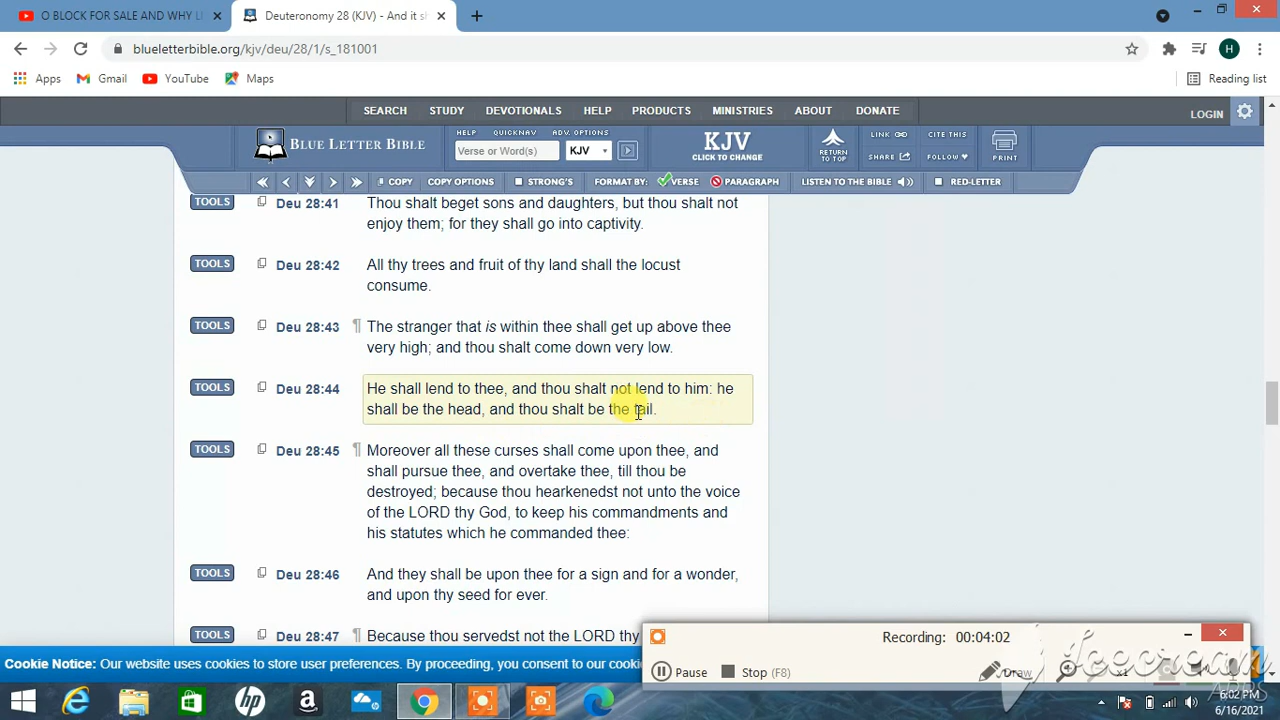 O BLOCK FOR SALE AND WHY L
Deuteronomy 28 (KJV) - And it sh
blueletterbible.org/kjv/deu/28/1/s_181001
H
Apps Gmail YouTube Maps Reading list
SEARCH STUDY DEVOTIONALS HELP PRODUCTS MINISTRIES ABOUT DONATE
LOGIN
BLUE LETTER BIBLE
HELP QUICKNAV ADV. OPTIONS
Verse or Word(s) KJV
KJV
CLICK TO CHANGE
RETURN
TO TOP
LINK CITE THIS
SHARE FOLLOW
PRINT
COPY COPY OPTIONS STRONG'S FORMAT BY: VERSE PARAGRAPH LISTEN TO THE BIBLE RED-LETTER
TOOLS Deu 28:41 Thou shalt beget sons and daughters, but thou shalt not
enjoy them; for they shall go into captivity.
TOOLS Deu 28:42 All thy trees and fruit of thy land shall the locust
consume.
TOOLS Deu 28:43 ¶ The stranger that is within thee shall get up above thee
very high; and thou shalt come down very low.
TOOLS Deu 28:44 He shall lend to thee, and thou shalt not lend to him: he
shall be the head, and thou shalt be the tail.
TOOLS Deu 28:45 ¶ Moreover all these curses shall come upon thee, and
shall pursue thee, and overtake thee, till thou be
destroyed; because thou hearkenedst not unto the voice
of the LORD thy God, to keep his commandments and
his statutes which he commanded thee:
TOOLS Deu 28:46 And they shall be upon thee for a sign and for a wonder,
and upon thy seed for ever.
TOOLS Deu 28:47 ¶ Because thou servedst not the LORD thy
Cookie Notice: Our website uses cookies to store user preferences. By proceeding, you consent to our cookie
Recording: 00:04:02
Pause Stop (F8) Draw x1
Icecream
APPS
6:02 PM
6/16/2021